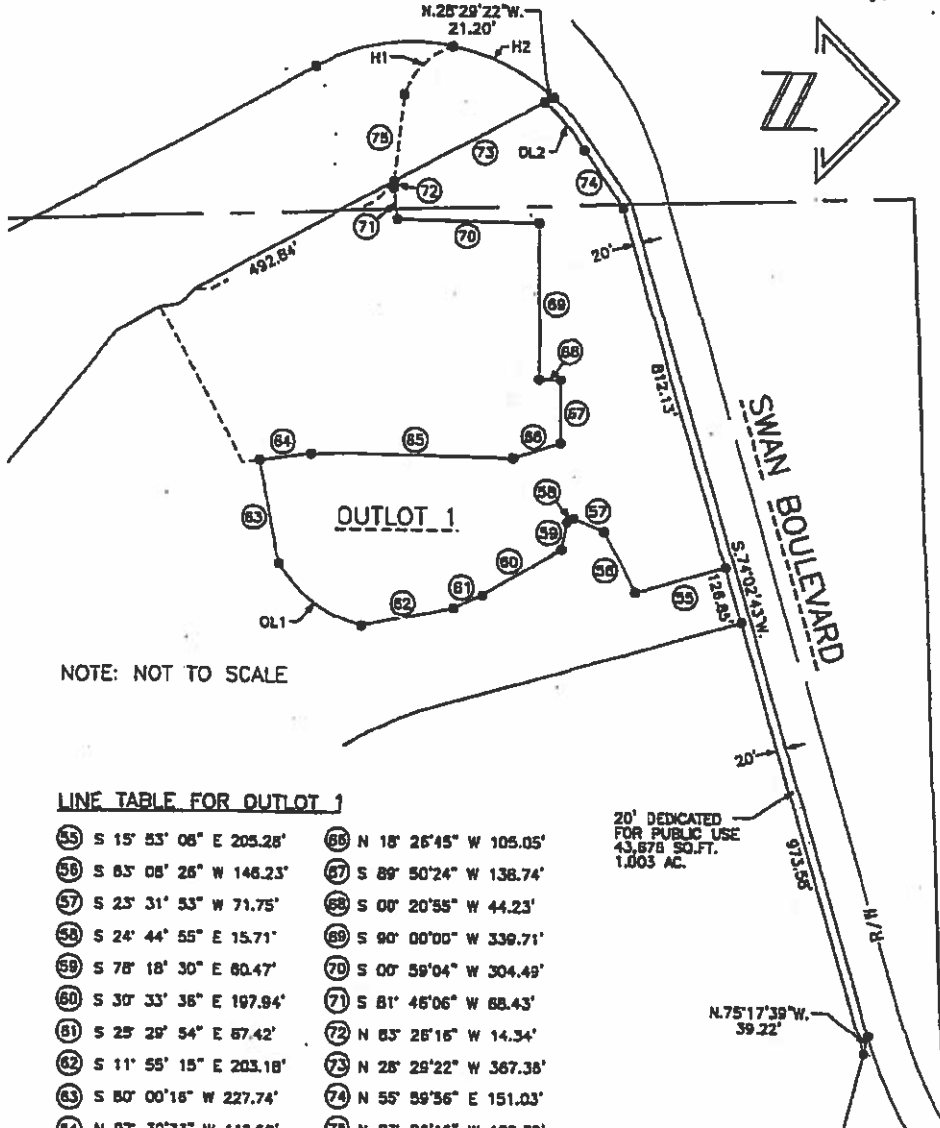 N.28°29'22"W.
21.20'
H1
H2
75
73
OL2
74
72
71
70
20'
492.84'
69
68
812.13'
67
SWAN BOULEVARD
64
65
66
63
OUTLOT 1
58
57
59
56
60
S.74°02'43"W.
126.85'
55
61
62
OL1
NOTE: NOT TO SCALE
20'
LINE TABLE FOR OUTLOT 1
20' DEDICATED
FOR PUBLIC USE
43,678 SQ.FT.
1.003 AC.
973.56'
R/W
N.75°17'39"W.
39.22'
55 S 15° 53' 08" E 205.28'
56 S 63° 08' 26" W 146.23'
57 S 23° 31' 53" W 71.75'
58 S 24° 44' 55" E 15.71'
59 S 78° 18' 30" E 60.47'
60 S 30° 33' 36" E 197.94'
61 S 25° 29' 54" E 67.42'
62 S 11° 55' 15" E 203.18'
63 S 80° 00'16" W 227.74'
66 N 18° 26'45" W 105.05'
67 S 89° 50'24" W 138.74'
68 S 00° 20'55" W 44.23'
69 S 90° 00'00" W 339.71'
70 S 00° 59'04" W 304.49'
71 S 81° 46'06" W 68.43'
72 N 63° 26'16" W 14.34'
73 N 28° 29'22" W 367.36'
74 N 55° 59'56" E 151.03'